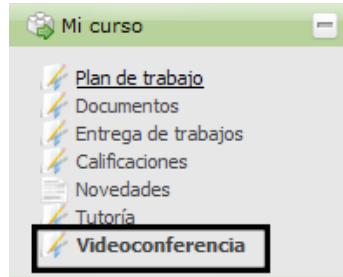 Mi curso
Plan de trabajo
Documentos
Entrega de trabajos
Calificaciones
Novedades
Tutoría
Videoconferencia